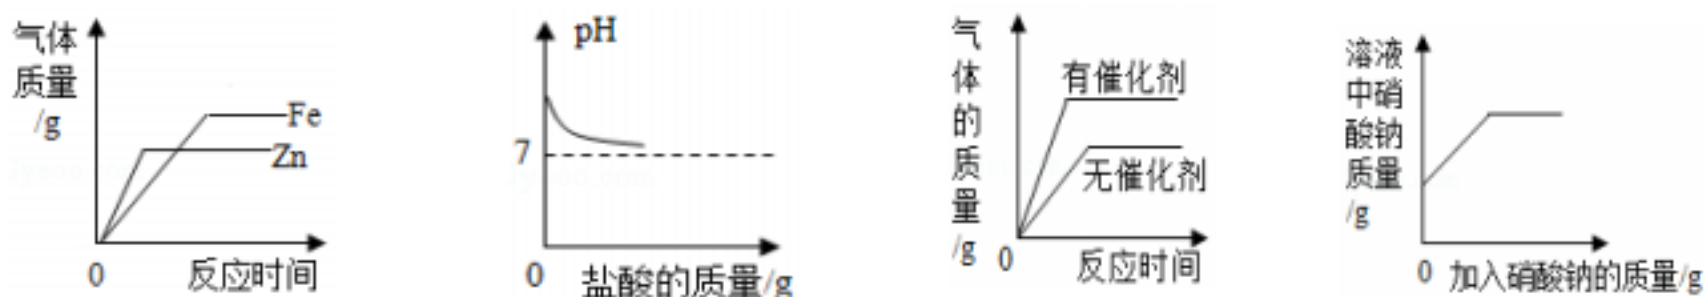 气体
质量
/g
Fe
Zn
0
反应时间
pH
7
0
盐酸的质量/g
气
体
的
质
量
/g
有催化剂
无催化剂
0
反应时间
溶液
中硝
酸钠
质量
/g
0
加入硝酸钠的质量/g